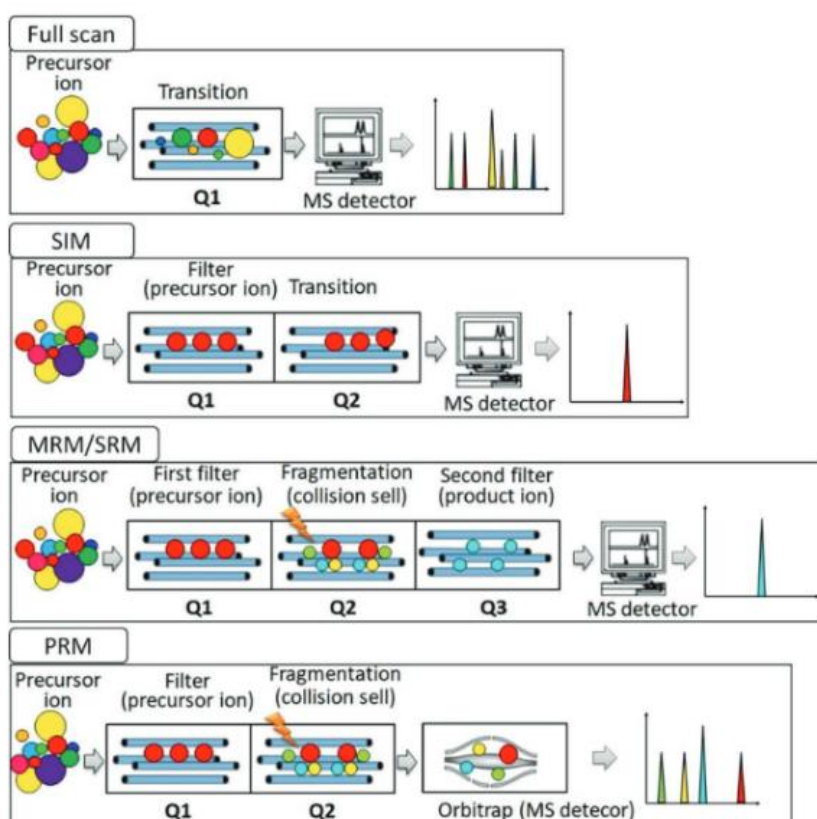 Full scan
Precursor
ion
Transition
Q1
MS detector
SIM
Precursor
ion
Filter
(precursor ion)
Transition
Q1
Q2
MS detector
MRM/SRM
Precursor
ion
First filter
(precursor ion)
Fragmentation
(collision sell)
Second filter
(product ion)
Q1
Q2
Q3
MS detector
PRM
Precursor
ion
Filter
(precursor ion)
Fragmentation
(collision sell)
Q1
Q2
Orbitrap (MS detecor)